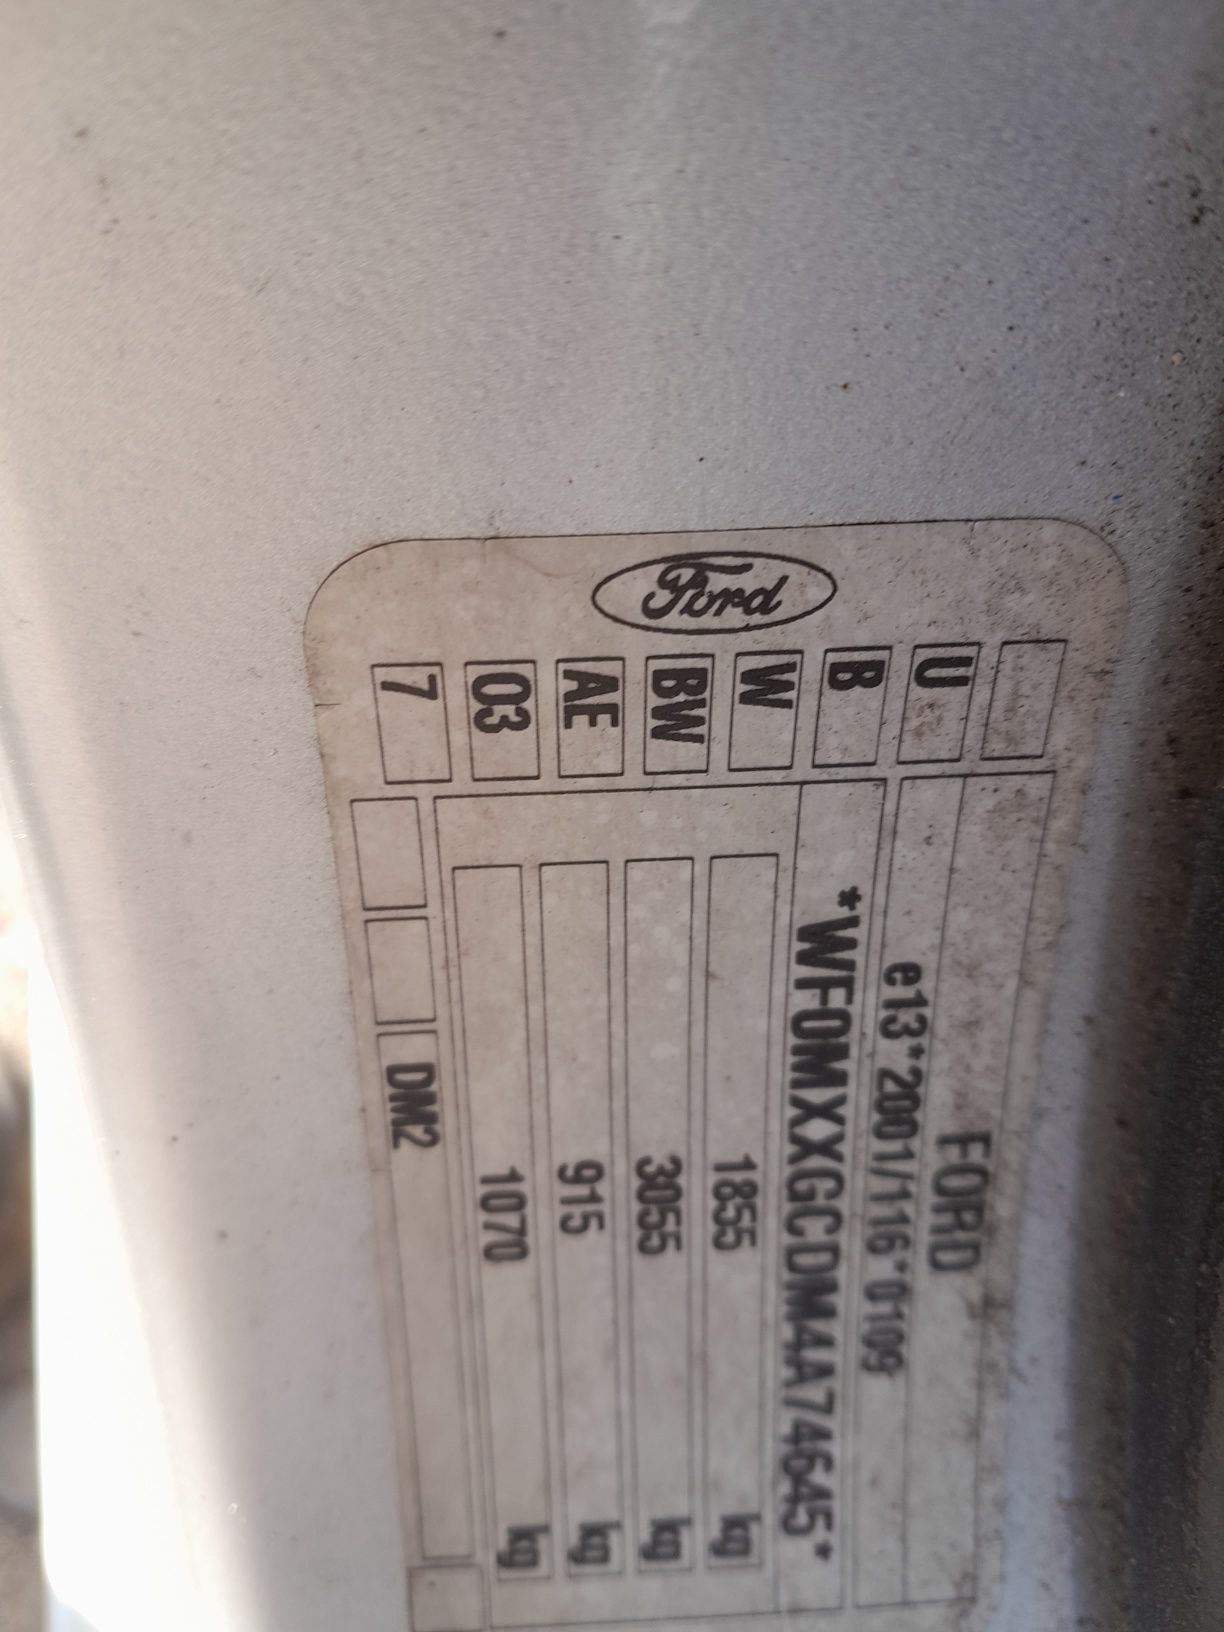 Ford
FORD
e13*2001/116*0109
*WF0MXXGCDM4A74645*
1855 kg
3055 kg
915 kg
1070 kg
DM2
U
B
W
BW
AE
03
7